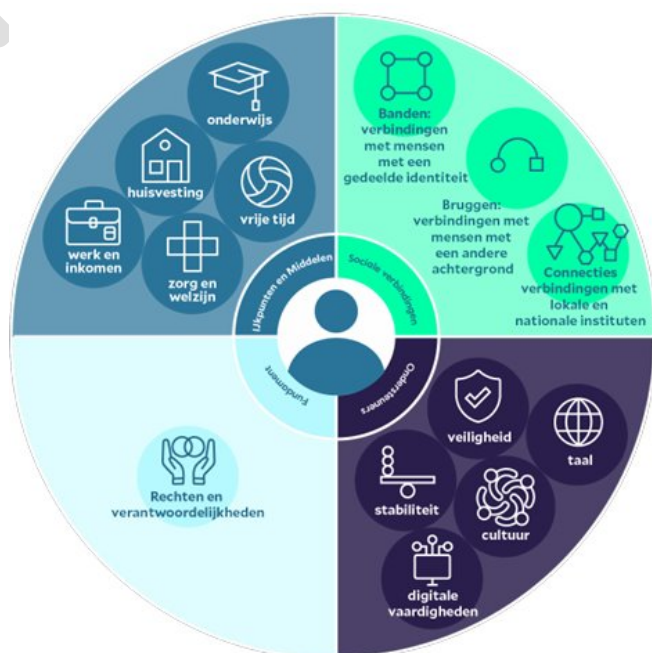 onderwijs
huisvesting
vrije tijd
werk en
inkomen
zorg en
welzijn
IJkpunten en Middelen
Banden:
verbindingen
met mensen
met een
gedeelde identiteit
Bruggen:
verbindingen met
mensen met
een andere
achtergrond
Connecties
verbindingen met
lokale en
nationale instituten
Sociale verbindingen
Fundament
Rechten en
verantwoordelijkheden
Ondersteuners
veiligheid
taal
stabiliteit
cultuur
digitale
vaardigheden